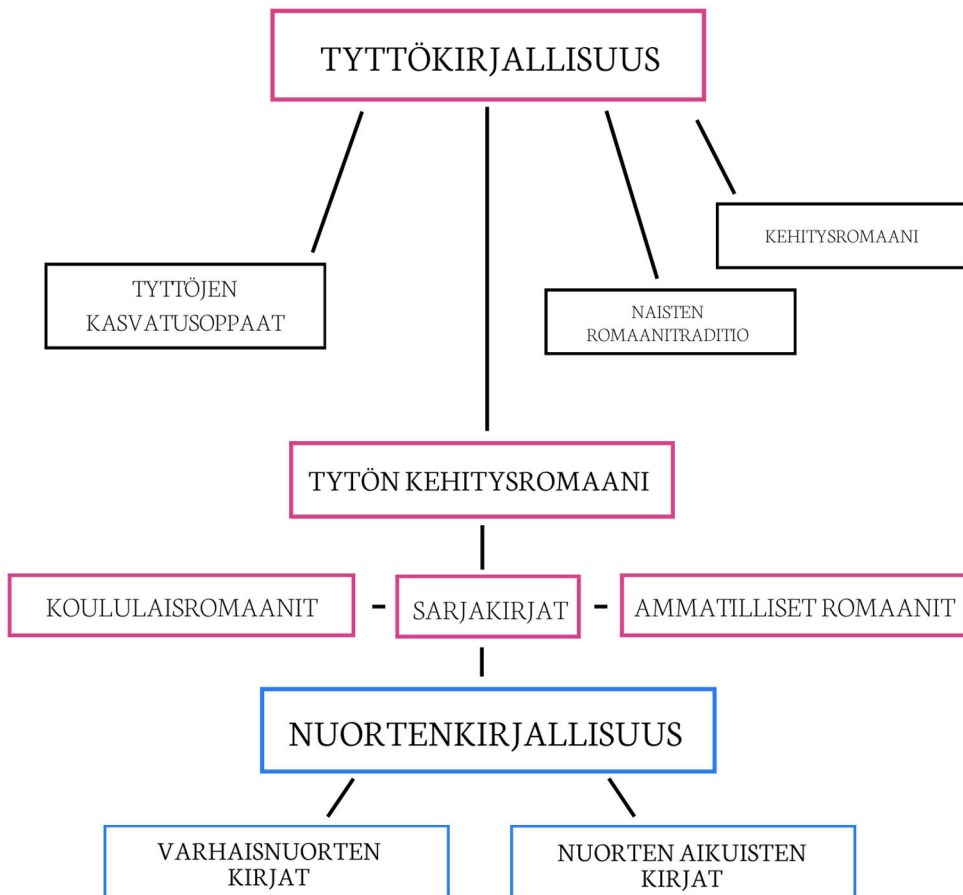 TYTTÖKIRJALLISUUS
KEHITYSROMAANI
TYTTÖJEN
KASVATUSOPPAAT
NAISTEN
ROMAANITRADITIO
TYTÖN KEHITYSROMAANI
KOULULAISROMAANIT
SARJAKIRJAT
AMMATILLISET ROMAANIT
NUORTENKIRJALLISUUS
VARHAISNUORTEN
KIRJAT
NUORTEN AIKUISTEN
KIRJAT